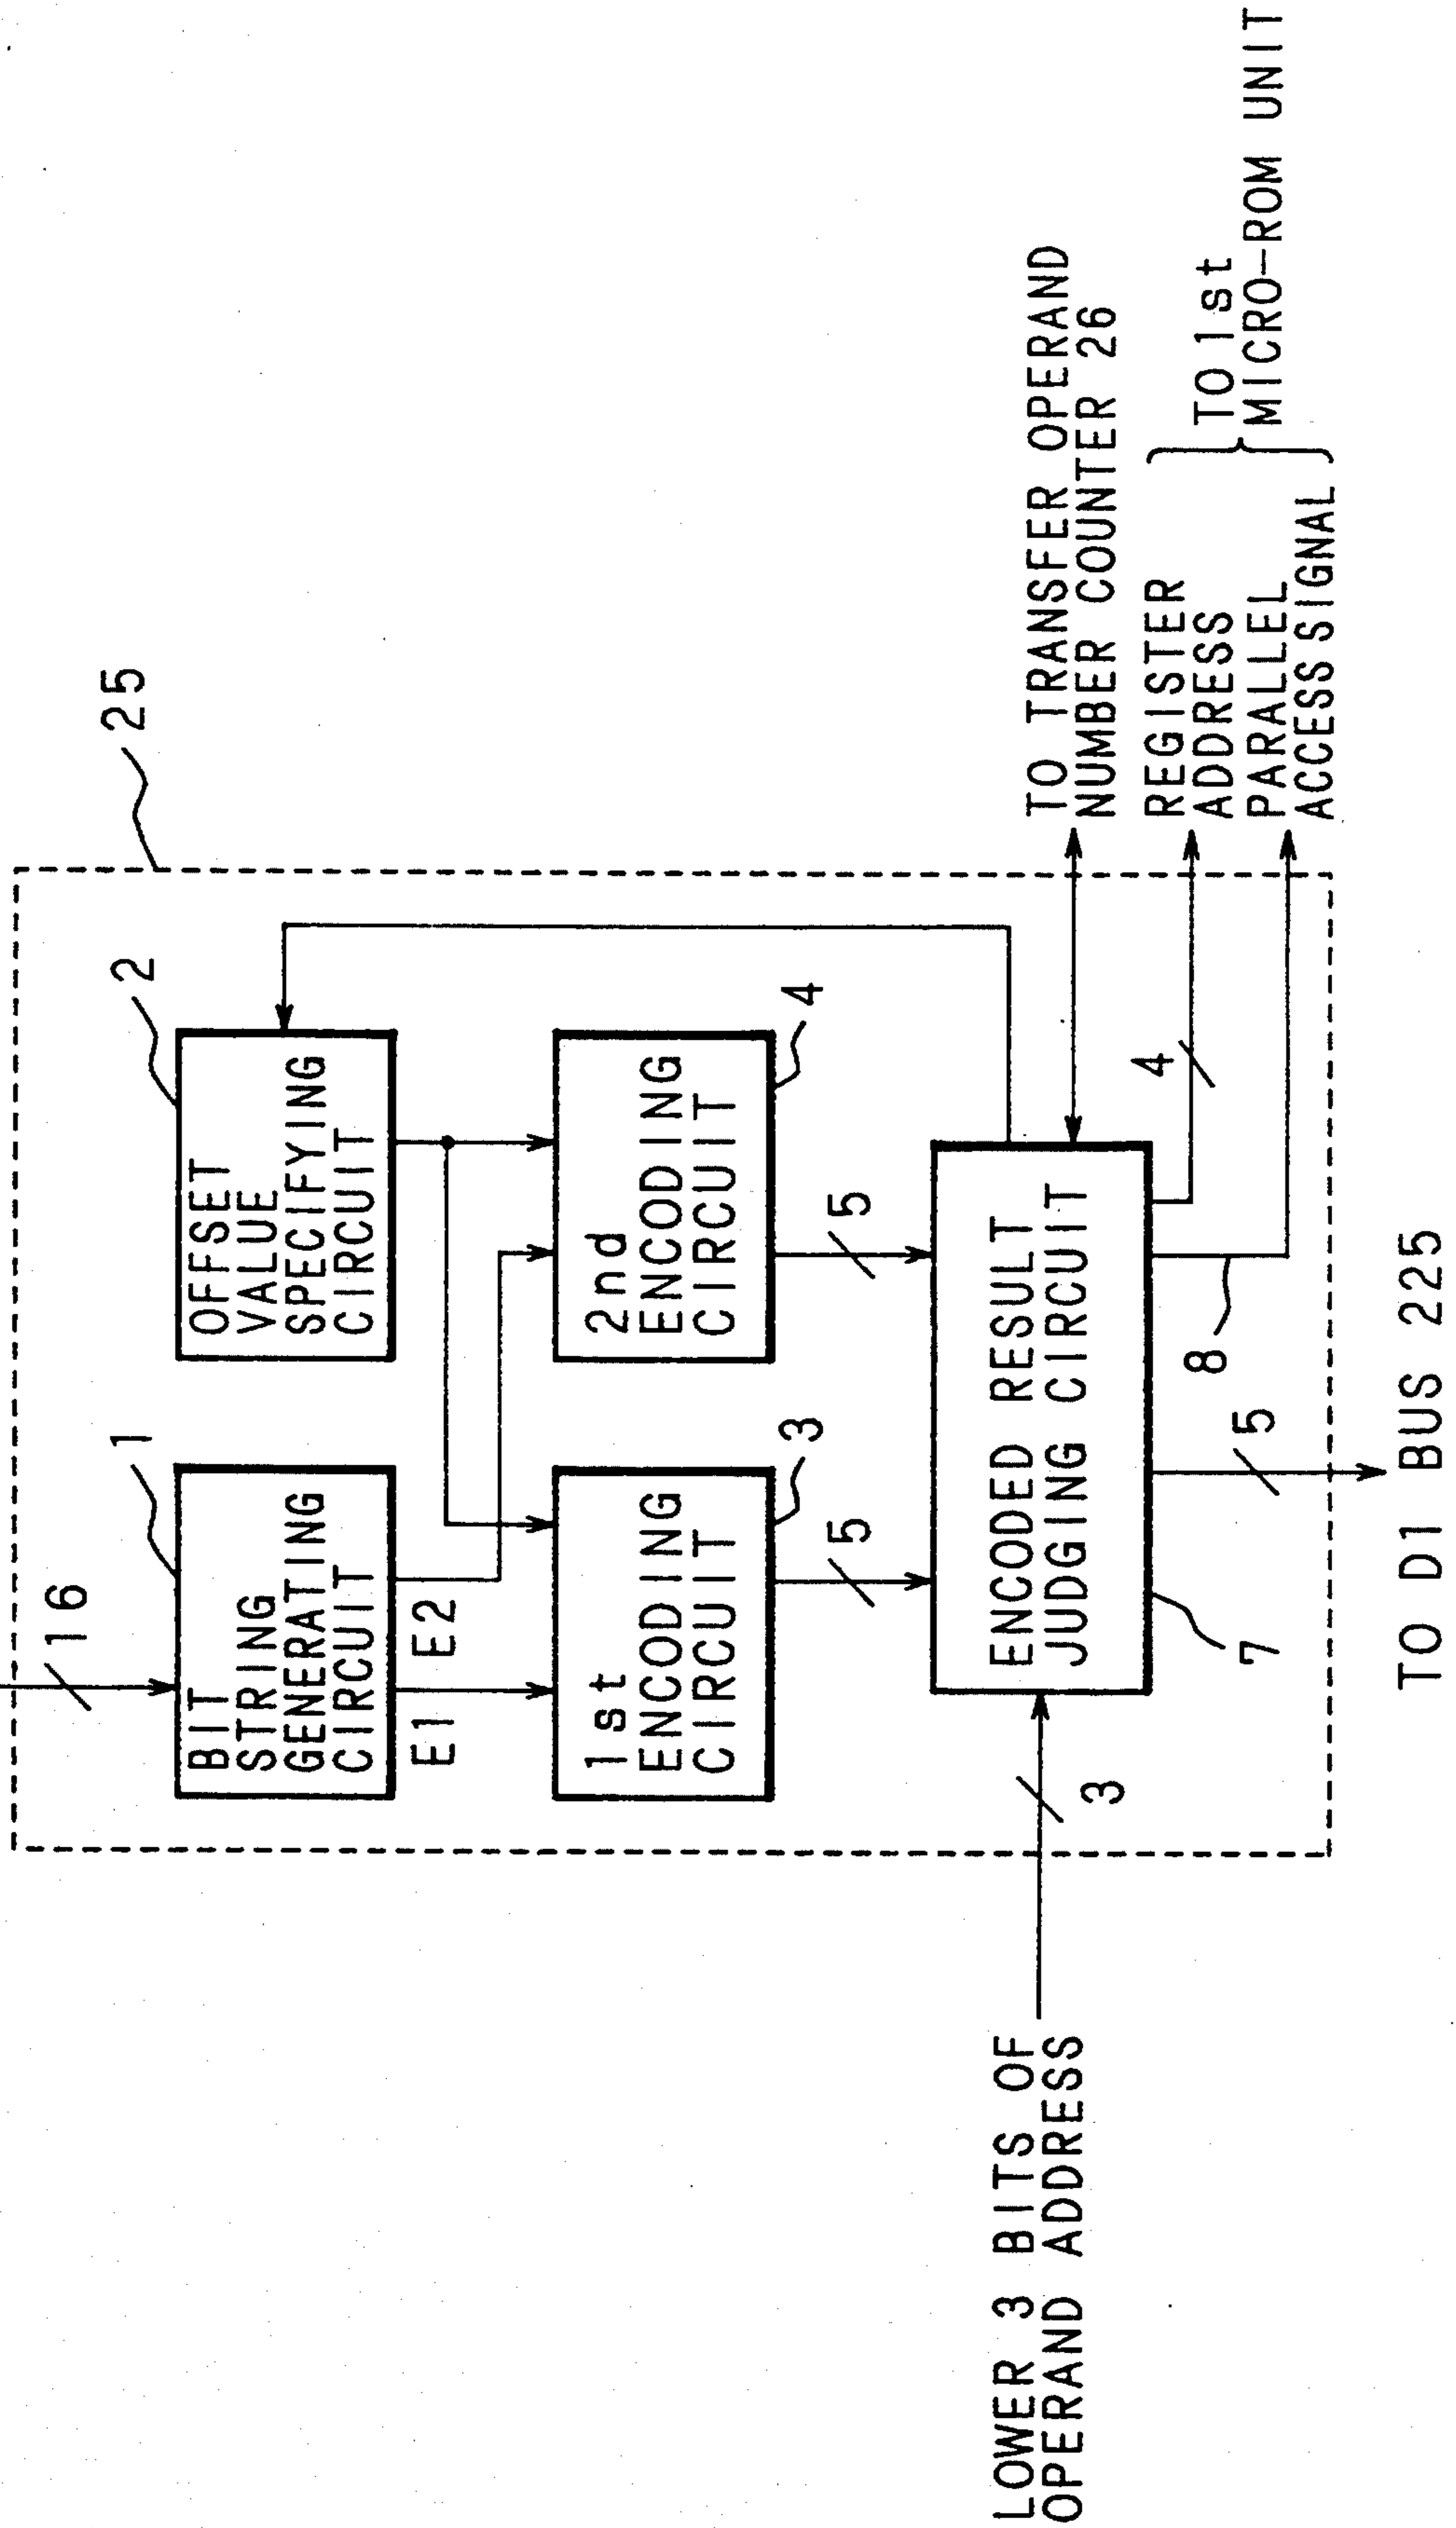 25
16
1
BIT
STRING
GENERATING
CIRCUIT
2
OFFSET
VALUE
SPECIFYING
CIRCUIT
E1
E2
3
1st
ENCODING
CIRCUIT
4
2nd
ENCODING
CIRCUIT
5
5
LOWER 3 BITS OF
OPERAND ADDRESS
3
ENCODED RESULT
JUDGING CIRCUIT
7
8
4
5
TO TRANSFER OPERAND
NUMBER COUNTER 26
REGISTER
ADDRESS
PARALLEL
ACCESS SIGNAL
TO 1st
MICRO-ROM UNIT
TO D1 BUS 225